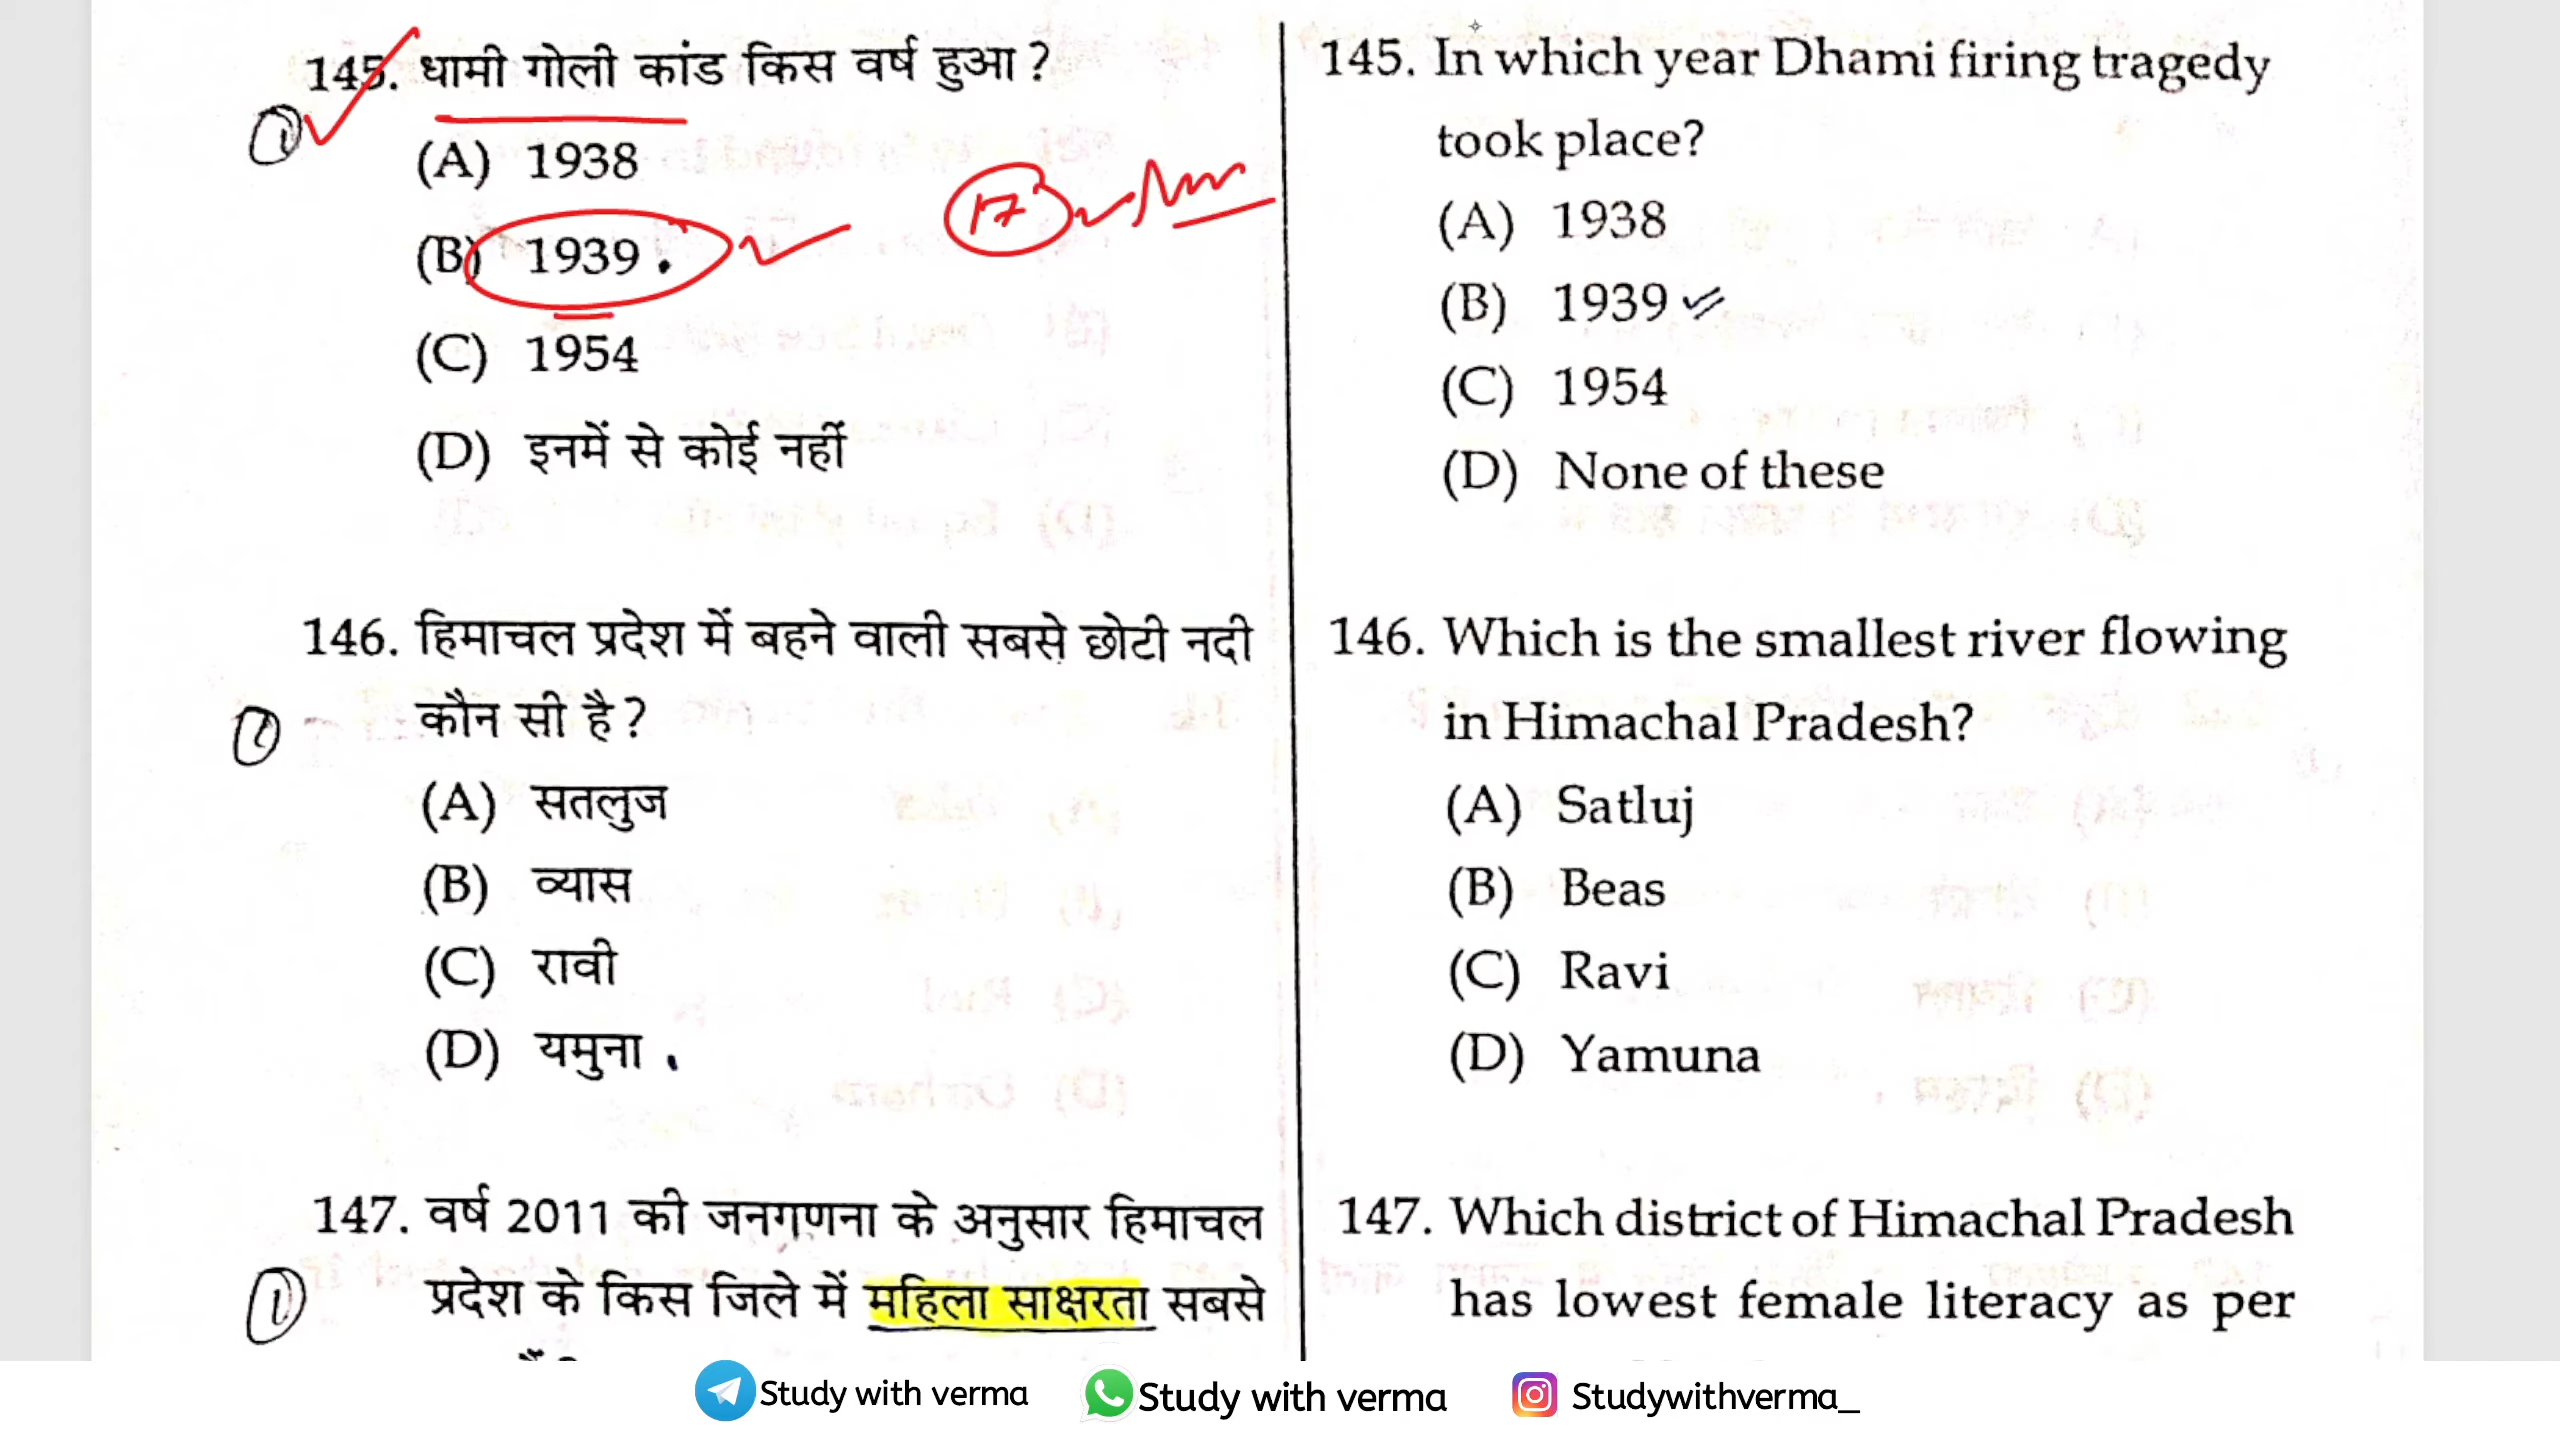 145. धामी गोली कांड किस वर्ष हुआ ?
(A) 1938
(B) 1939 .
17
(C) 1954
(D) इनमें से कोई नहीं
146. हिमाचल प्रदेश में बहने वाली सबसे छोटी नदी
कौन सी है ?
(A) सतलुज
(B) व्यास
(C) रावी
(D) यमुना .
147. वर्ष 2011 की जनगणना के अनुसार हिमाचल
प्रदेश के किस जिले में महिला साक्षरता सबसे
145. In which year Dhami firing tragedy
took place?
(A) 1938
(B) 1939
(C) 1954
(D) None of these
146. Which is the smallest river flowing
in Himachal Pradesh?
(A) Satluj
(B) Beas
(C) Ravi
(D) Yamuna
147. Which district of Himachal Pradesh
has lowest female literacy as per
Study with verma
Study with verma
Studywithverma_